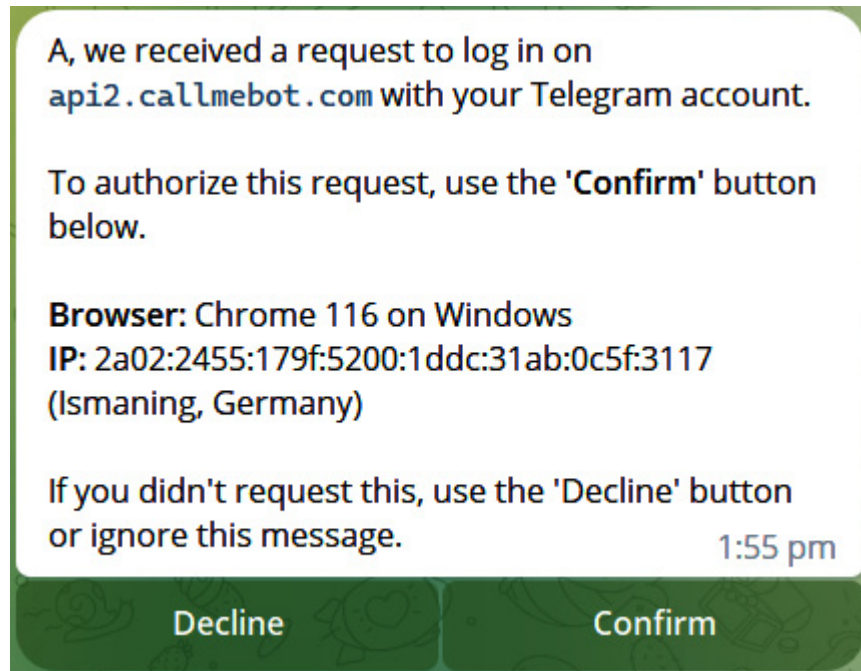 A, we received a request to log in on
api2.callmebot.com with your Telegram account.
To authorize this request, use the 'Confirm' button
below.
Browser: Chrome 116 on Windows
IP: 2a02:2455:179f:5200:1ddc:31ab:0c5f:3117
(Ismaning, Germany)
If you didn't request this, use the 'Decline' button
or ignore this message.
1:55 pm
Decline
Confirm